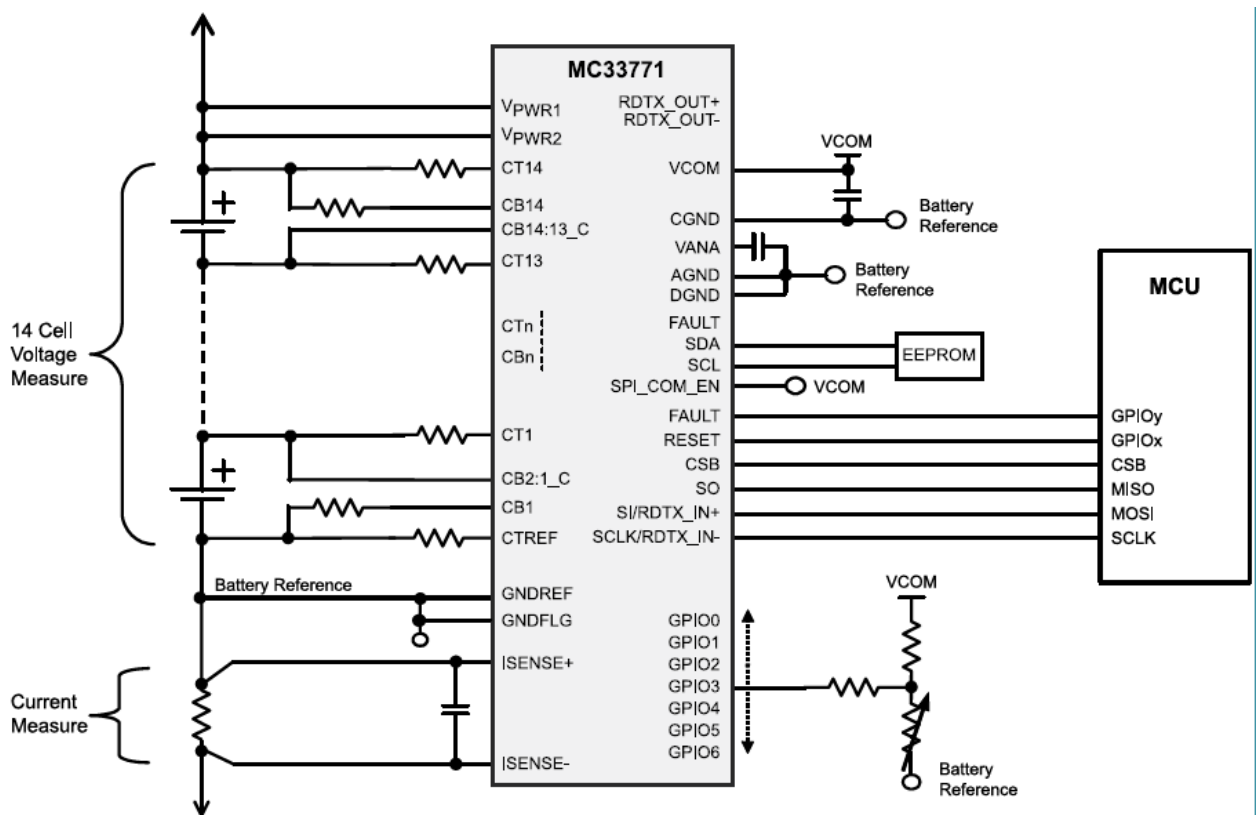 MC33771
VPWR1
VPWR2
CT14
CB14
CB14:13_C
CT13
CTn
CBn
CT1
CB2:1_C
CB1
CTREF
GNDREF
GNDFLG
ISENSE+
ISENSE-
RDTX_OUT+
RDTX_OUT-
VCOM
CGND
VANA
AGND
DGND
FAULT
SDA
SCL
SPI_COM_EN
FAULT
RESET
CSB
SO
SI/RDTX_IN+
SCLK/RDTX_IN-
GPIO0
GPIO1
GPIO2
GPIO3
GPIO4
GPIO5
GPIO6
+
14 Cell
Voltage
Measure
+
Battery Reference
Current
Measure
VCOM
Battery
Reference
Battery
Reference
EEPROM
VCOM
MCU
GPIOy
GPIOx
CSB
MISO
MOSI
SCLK
VCOM
Battery
Reference